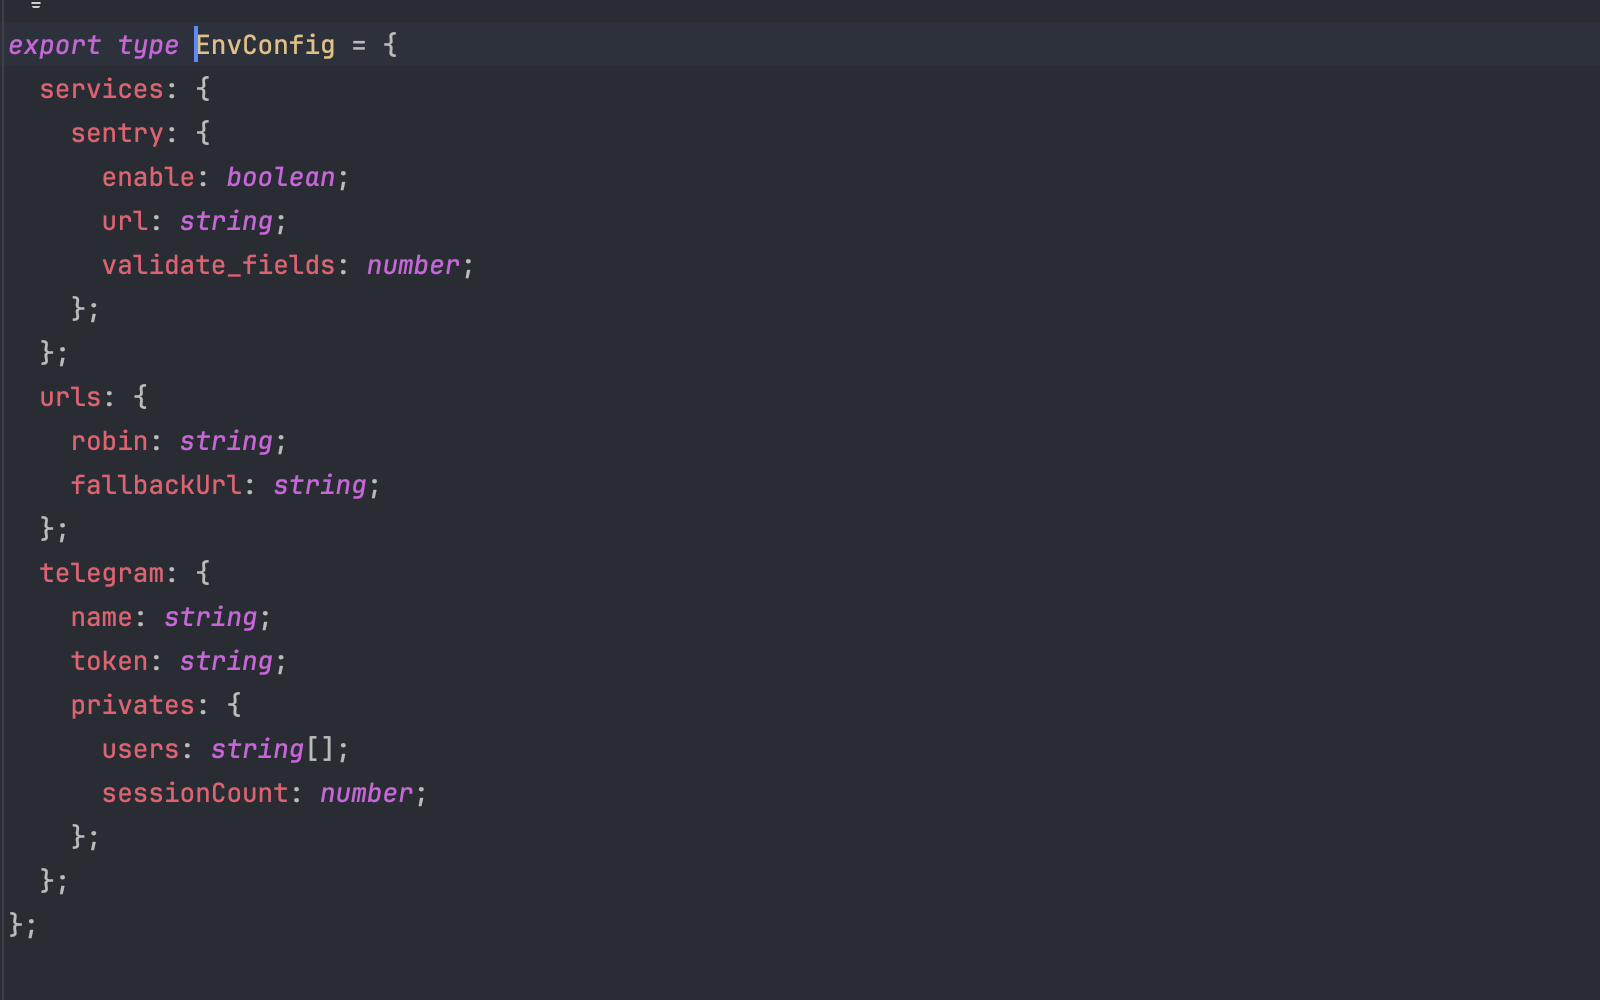 export type EnvConfig = {
  services: {
    sentry: {
      enable: boolean;
      url: string;
      validate_fields: number;
    };
  };
  urls: {
    robin: string;
    fallbackUrl: string;
  };
  telegram: {
    name: string;
    token: string;
    privates: {
      users: string[];
      sessionCount: number;
    };
  };
};